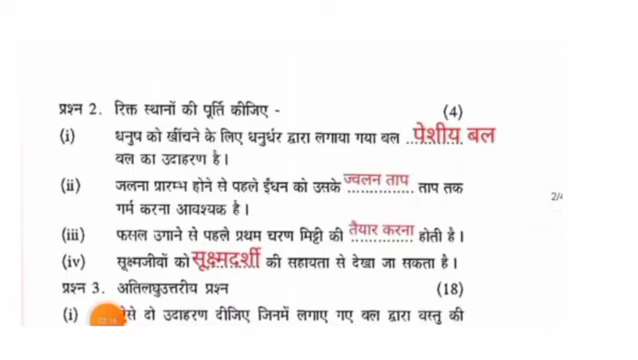 प्रश्न 2. रिक्त स्थानों की पूर्ति कीजिए - (4)
(i) धनुष को खींचने के लिए धनुर्धर द्वारा लगाया गया बल पेशीय बल
बल का उदाहरण है।
(ii) जलना प्रारम्भ होने से पहले ईंधन को उसके ज्वलन ताप ताप तक
2/4
गर्म करना आवश्यक है।
(iii) फसल उगाने से पहले प्रथम चरण मिट्टी की तैयार करना होती है।
(iv) सूक्ष्मजीवों को सूक्ष्मदर्शी की सहायता से देखा जा सकता है।
प्रश्न 3. अतिलघुउत्तरीय प्रश्न (18)
(i) दो उदाहरण दीजिए जिनमें लगाए गए बल द्वारा वस्तु की